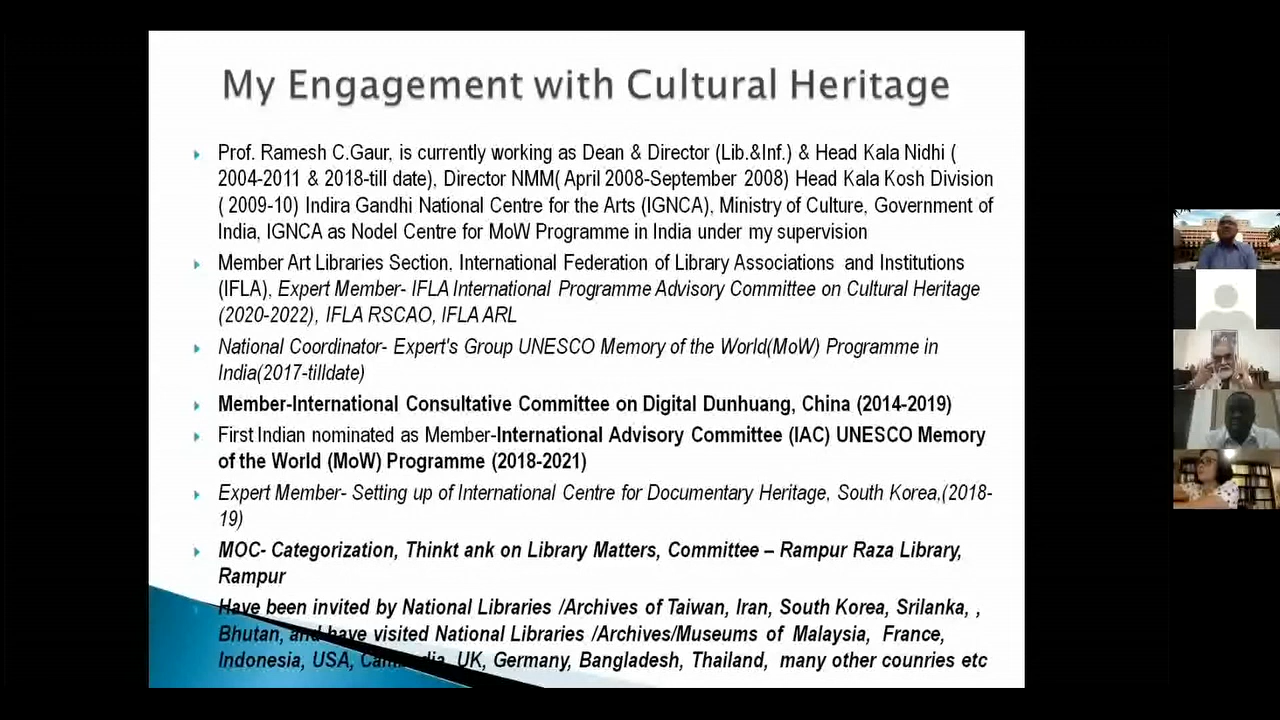 My Engagement with Cultural Heritage
Prof. Ramesh C.Gaur, is currently working as Dean & Director (Lib.&Inf.) & Head Kala Nidhi (
2004-2011 & 2018-till date), Director NMM( April 2008-September 2008) Head Kala Kosh Division
( 2009-10) Indira Gandhi National Centre for the Arts (IGNCA), Ministry of Culture, Government of
India, IGNCA as Nodel Centre for MoW Programme in India under my supervision
Member Art Libraries Section, International Federation of Library Associations and Institutions
(IFLA), Expert Member- IFLA International Programme Advisory Committee on Cultural Heritage
(2020-2022), IFLA RSCAO, IFLA ARL
National Coordinator- Expert's Group UNESCO Memory of the World(MoW) Programme in
India(2017-tilldate)
Member-International Consultative Committee on Digital Dunhuang, China (2014-2019)
First Indian nominated as Member-International Advisory Committee (IAC) UNESCO Memory
of the World (MoW) Programme (2018-2021)
Expert Member- Setting up of International Centre for Documentary Heritage, South Korea,(2018-
19)
MOC- Categorization, Thinkt ank on Library Matters, Committee – Rampur Raza Library,
Rampur
Have been invited by National Libraries /Archives of Taiwan, Iran, South Korea, Srilanka, ,
Bhutan, and have visited National Libraries /Archives/Museums of Malaysia, France,
Indonesia, USA, Cambodia, UK, Germany, Bangladesh, Thailand, many other counries etc